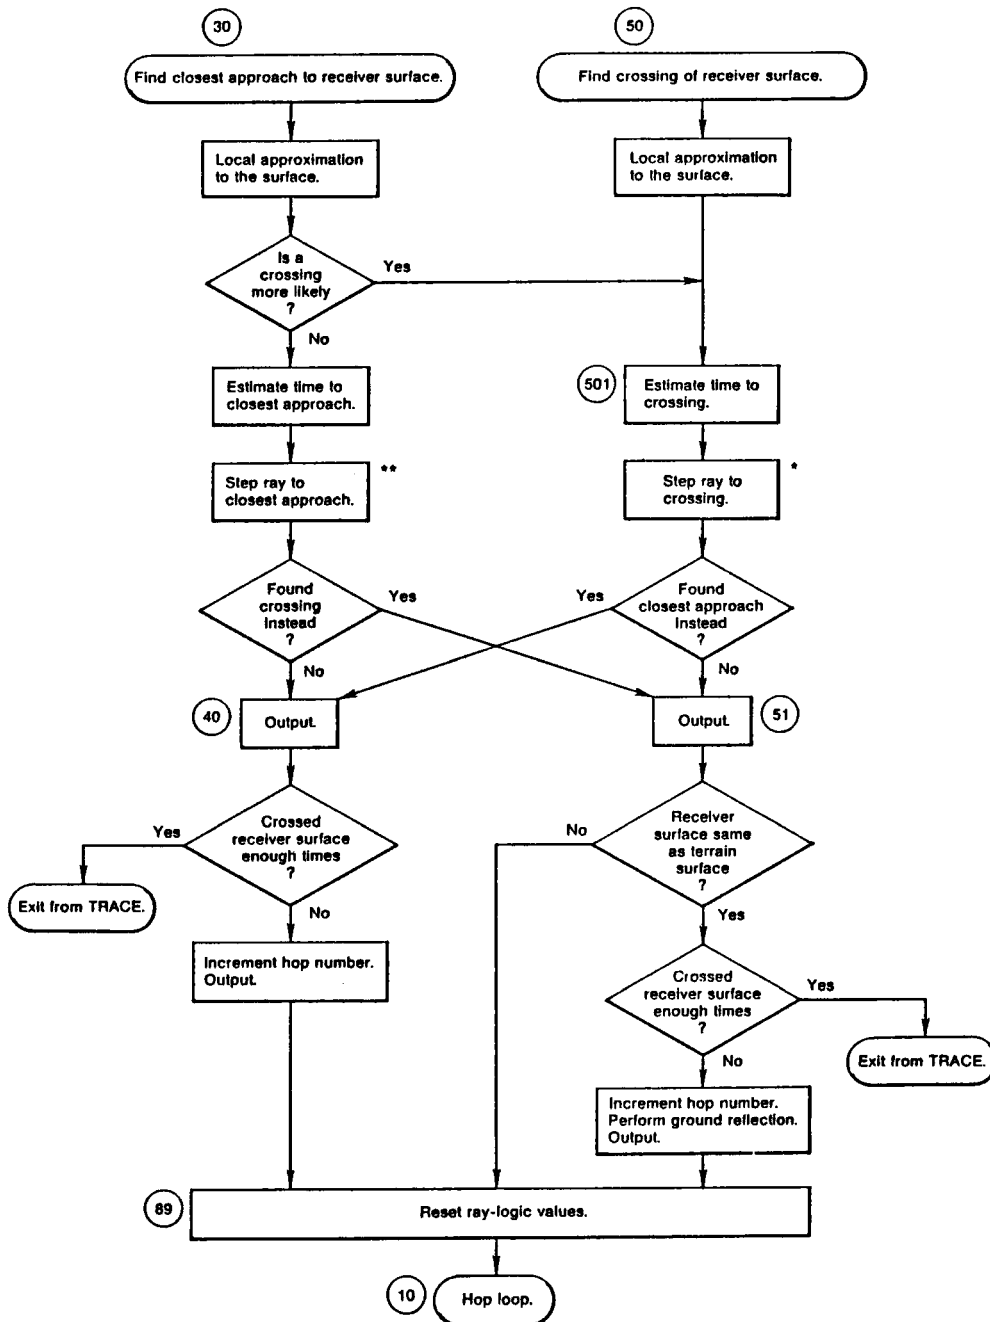 30
50
Find closest approach to receiver surface.
Find crossing of receiver surface.
Local approximation
to the surface.
Local approximation
to the surface.
Is a
crossing
more likely
?
Yes
No
Estimate time to
closest approach.
501
Estimate time to
crossing.
Step ray to
closest approach.
**
Step ray to
crossing.
*
Found
crossing
Instead
?
Yes
No
Yes
Found
closest approach
Instead
?
No
40
Output.
Output.
51
Yes
Crossed
receiver surface
enough times
?
No
Exit from TRACE.
Increment hop number.
Output.
No
Receiver
surface same
as terrain
surface
?
Yes
Crossed
receiver surface
enough times
?
Yes
Exit from TRACE.
No
Increment hop number.
Perform ground reflection.
Output.
89
Reset ray-logic values.
10
Hop loop.